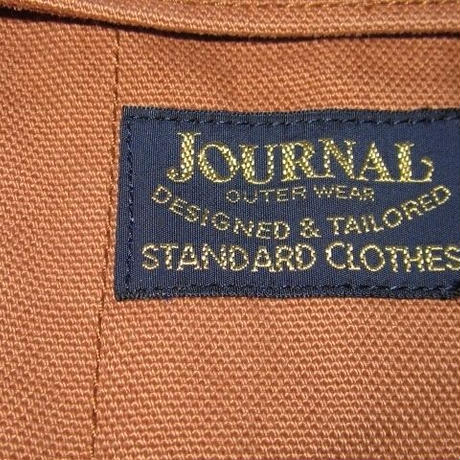 JOURNAL
OUTER WEAR
DESIGNED & TAILORED
STANDARD CLOTHES